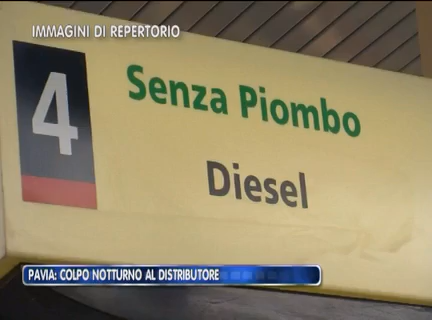 IMMAGINI DI REPERTORIO
4
Senza Piombo
Diesel
PAVIA: COLPO NOTTURNO AL DISTRIBUTORE